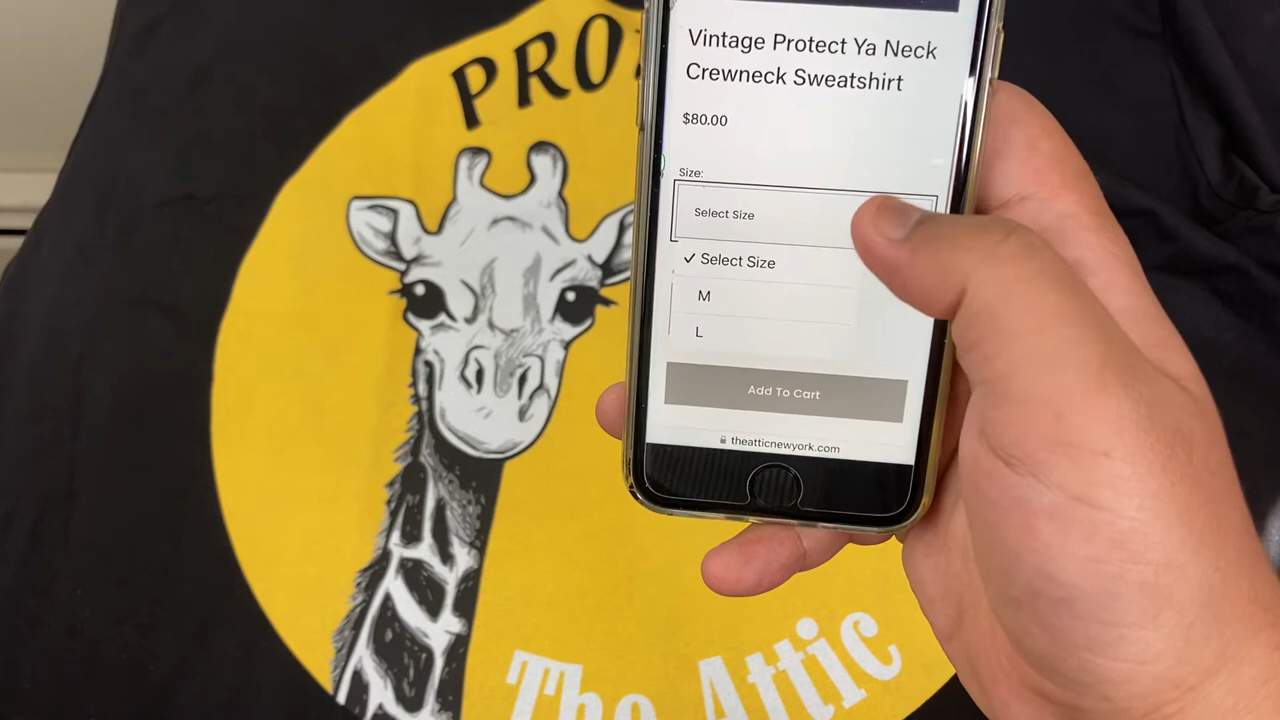 PRO
Vintage Protect Ya Neck
Crewneck Sweatshirt
$80.00
Size:
Select Size
✓ Select Size
M
L
Add To Cart
theatticnewyork.com
The Attic